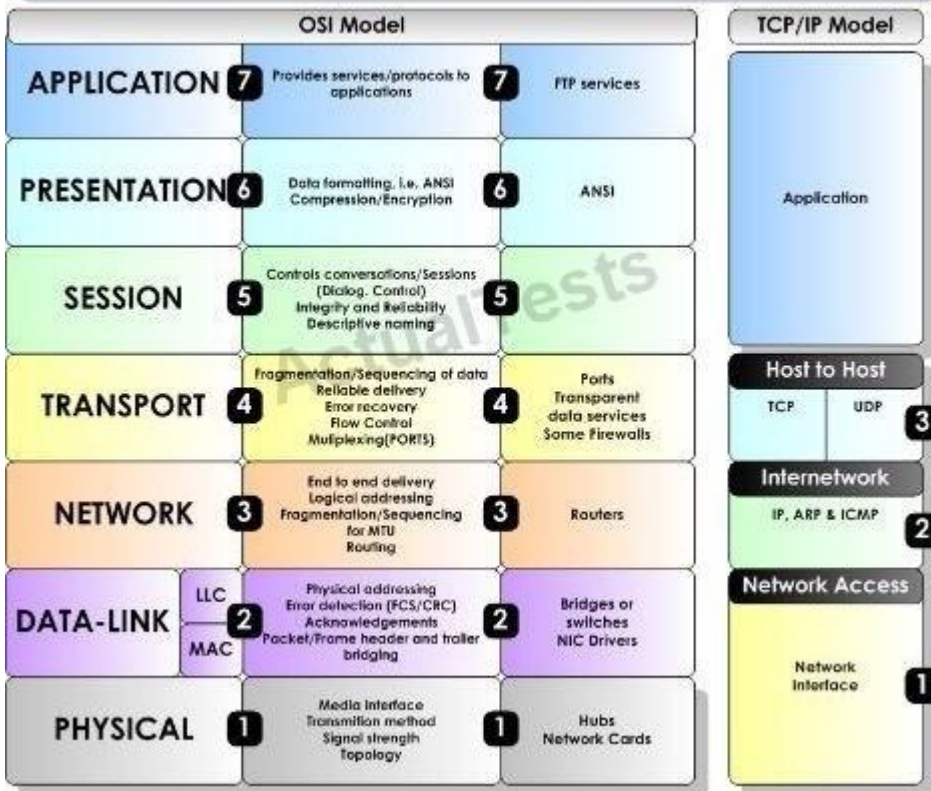 OSI Model
TCP/IP Model
APPLICATION
7
Provides services/protocols to
applications
7
FTP services
PRESENTATION
6
Data formatting, i.e. ANSI
Compression/Encryption
6
ANSI
SESSION
5
Controls conversations/Sessions
(Dialog. Control)
Integrity and Reliability
Descriptive naming
5
TRANSPORT
4
Fragmentation/Sequencing of data
Reliable delivery
Error recovery
Flow Control
Muliplexing(PORTS)
4
Ports
Transparent
data services
Some Firewalls
NETWORK
3
End to end delivery
Logical addressing
Fragmentation/Sequencing
for MTU
Routing
3
Routers
DATA-LINK
LLC
MAC
2
Physical addressing
Error detection (FCS/CRC)
Acknowledgements
Packet/Frame header and trailer
bridging
2
Bridges or
switches
NIC Drivers
PHYSICAL
1
Media Interface
Transmition method
Signal strength
Topology
1
Hubs
Network Cards
Application
Host to Host
TCP
UDP
3
Internetwork
IP, ARP & ICMP
2
Network Access
Network
Interface
1
ActualTests